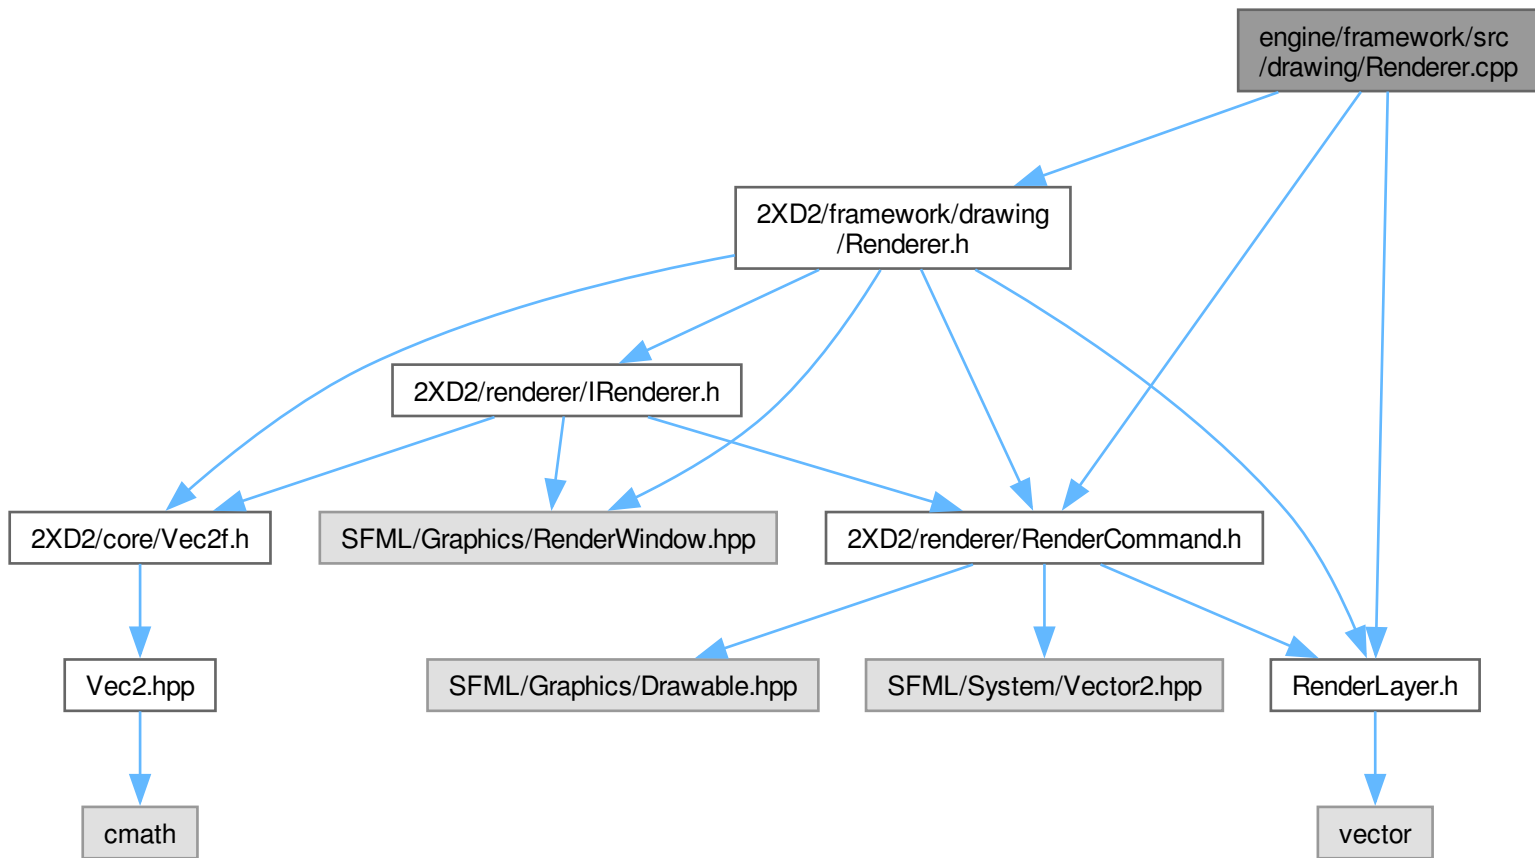 engine/framework/src
/drawing/Renderer.cpp
2XD2/framework/drawing
/Renderer.h
2XD2/renderer/IRenderer.h
2XD2/core/Vec2f.h
SFML/Graphics/RenderWindow.hpp
2XD2/renderer/RenderCommand.h
Vec2.hpp
SFML/Graphics/Drawable.hpp
SFML/System/Vector2.hpp
RenderLayer.h
cmath
vector